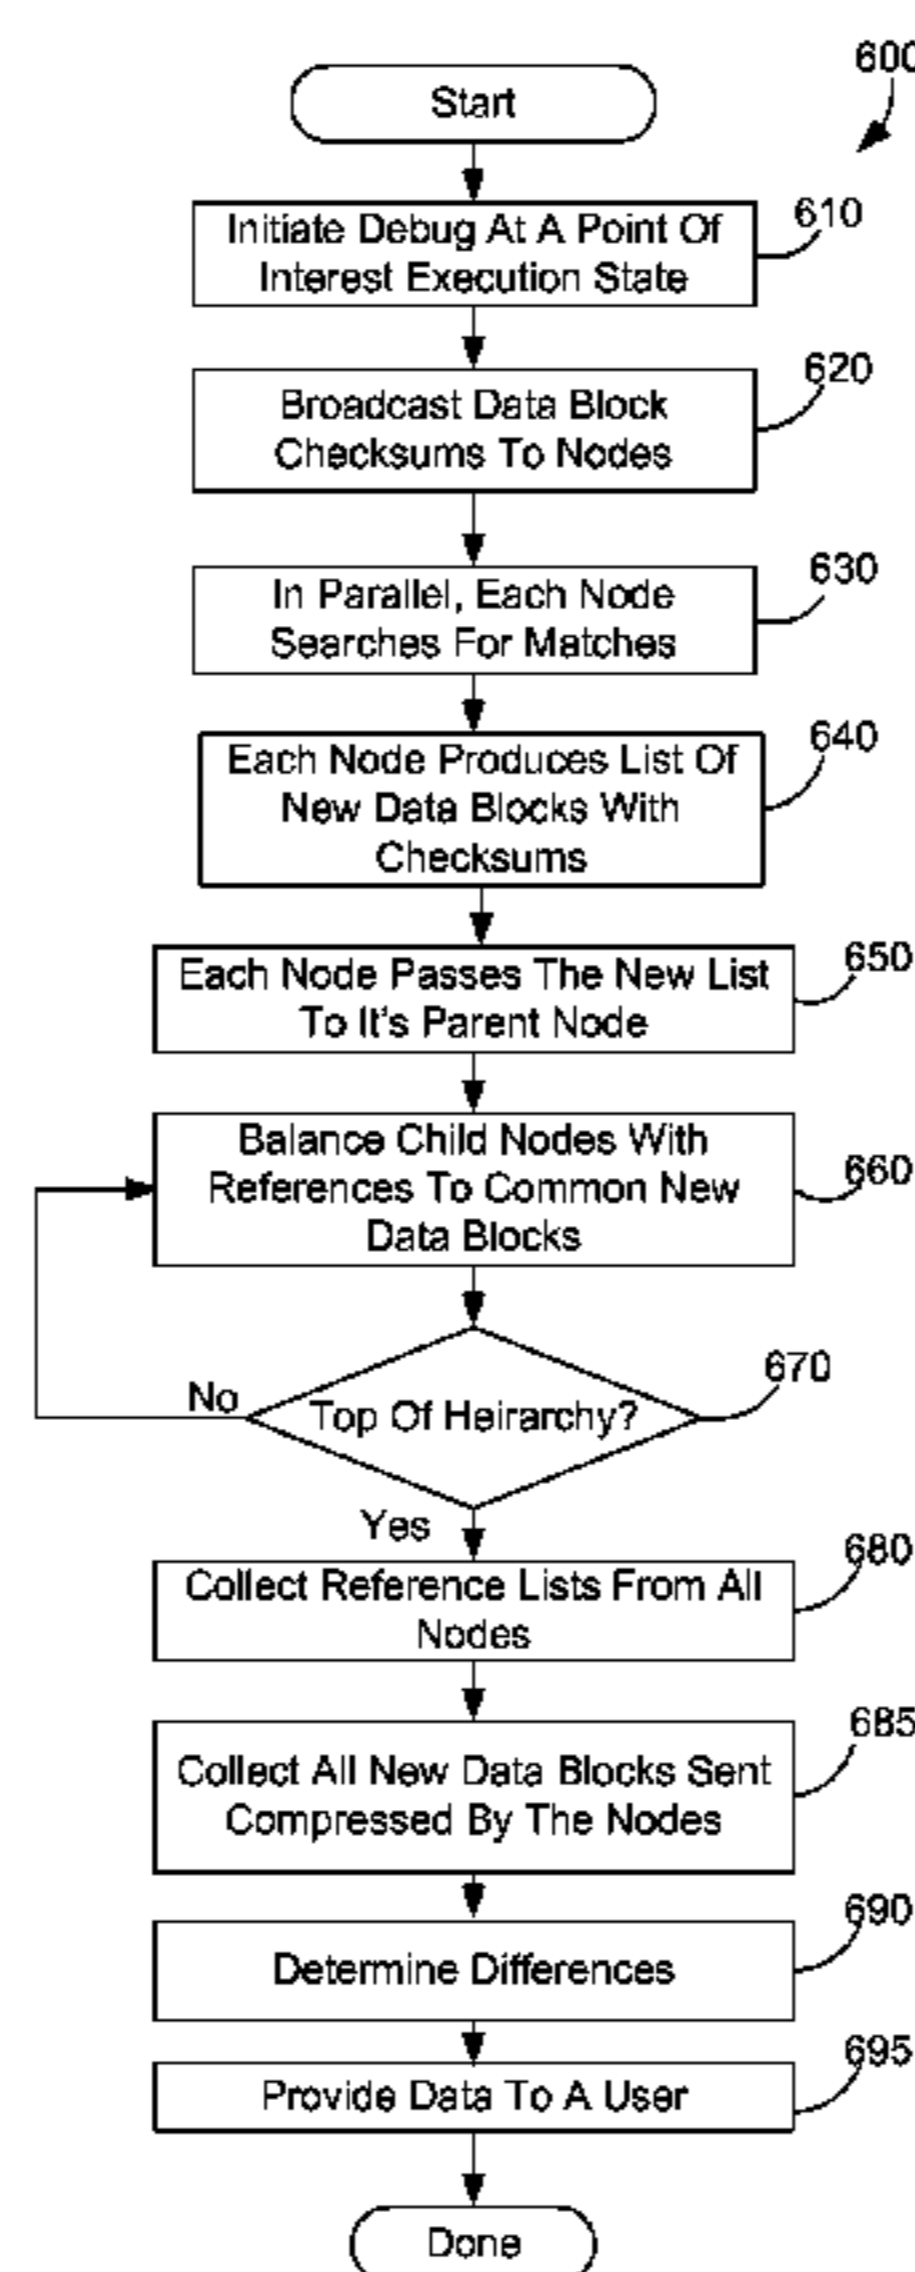 600
Start
610
Initiate Debug At A Point Of
Interest Execution State
620
Broadcast Data Block
Checksums To Nodes
630
In Parallel, Each Node
Searches For Matches
640
Each Node Produces List Of
New Data Blocks With
Checksums
650
Each Node Passes The New List
To It's Parent Node
660
Balance Child Nodes With
References To Common New
Data Blocks
670
No
Top Of Heirarchy?
Yes
680
Collect Reference Lists From All
Nodes
685
Collect All New Data Blocks Sent
Compressed By The Nodes
690
Determine Differences
695
Provide Data To A User
Done